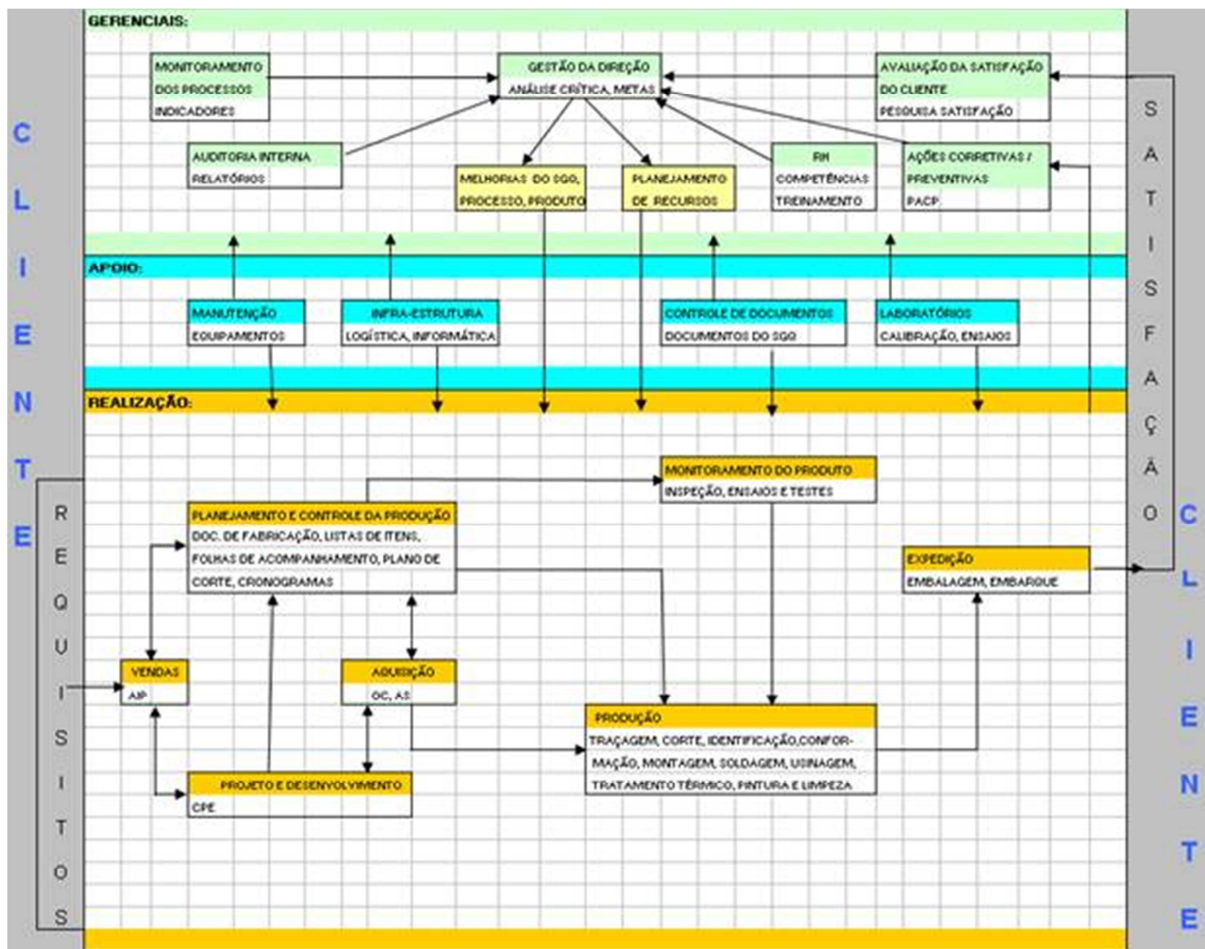 GERENCIAIS:
MONITORAMENTO
DOS PROCESSOS
INDICADORES
GESTÃO DA DIREÇÃO
ANÁLISE CRÍTICA, METAS
AVALIAÇÃO DA SATISFAÇÃO
DO CLIENTE
PESQUISA SATISFAÇÃO
AUDITORIA INTERNA
RELATÓRIOS
MELHORIAS DO SGQ,
PROCESSO, PRODUTO
PLANEJAMENTO
DE RECURSOS
RH
COMPETÊNCIAS
TREINAMENTO
AÇÕES CORRETIVAS /
PREVENTIVAS
PACP
APOIO:
MANUTENÇÃO
EQUIPAMENTOS
INFRA-ESTRUTURA
LOGÍSTICA, INFORMÁTICA
CONTROLE DE DOCUMENTOS
DOCUMENTOS DO SGQ
LABORATÓRIOS
CALIBRAÇÃO, ENSAIOS
REALIZAÇÃO:
MONITORAMENTO DO PRODUTO
INSPEÇÃO, ENSAIOS E TESTES
PLANEJAMENTO E CONTROLE DA PRODUÇÃO
DOC. DE FABRICAÇÃO, LISTAS DE ITENS,
FOLHAS DE ACOMPANHAMENTO, PLANO DE
CORTE, CRONOGRAMAS
EXPEDIÇÃO
EMBALAGEM, EMBARQUE
VENDAS
AIP
AQUISIÇÃO
OC, AS
PRODUÇÃO
TRAÇAGEM, CORTE, IDENTIFICAÇÃO,CONFOR-
MAÇÃO, MONTAGEM, SOLDAGEM, USINAGEM,
TRATAMENTO TÉRMICO, PINTURA E LIMPEZA
PROJETO E DESENVOLVIMENTO
CPE
CLIENTE
REQUISITOS
SATISFAÇÃO
CLIENTE